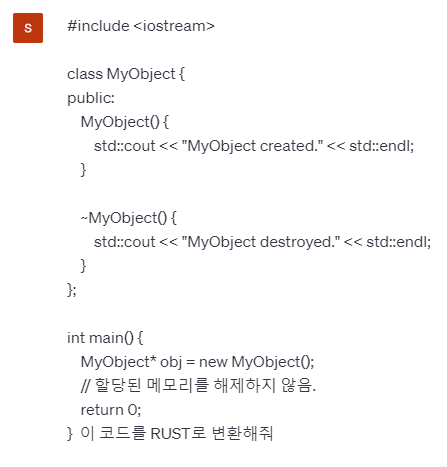 S
#include <iostream>
class MyObject {
public:
MyObject() {
std::cout << "MyObject created." << std::endl;
}
~MyObject() {
std::cout << "MyObject destroyed." << std::endl;
}
};
int main() {
MyObject* obj = new MyObject();
// 할당된 메모리를 해제하지 않음.
return 0;
} 이 코드를 RUST로 변환해줘